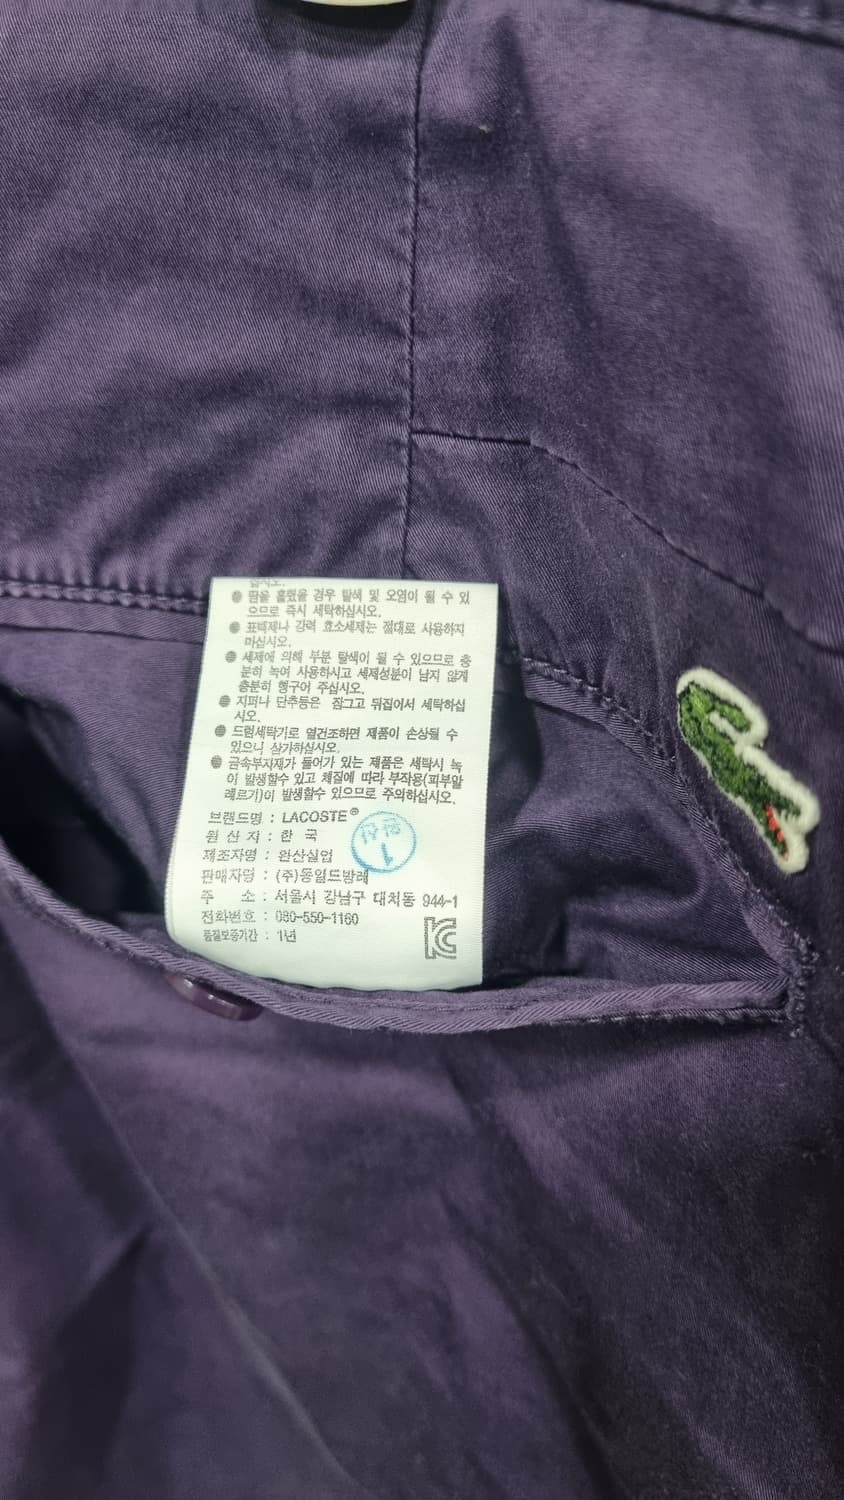 ● 땀을 흘렸을 경우 탈색 및 오염이 될 수 있
으므로 즉시 세탁하십시오.
● 표백제나 강력 효소세제는 절대로 사용하지
마십시오.
● 세제에 의해 부분 탈색이 될 수 있으므로 충
분히 녹여 사용하시고 세제성분이 남지 않게
충분히 헹구어 주십시오.
● 지퍼나 단추등은 잠그고 뒤집어서 세탁하십
시오.
● 드럼세탁기로 열건조하면 제품이 손상될 수
있으니 삼가하십시오.
● 금속부자재가 들어가 있는 제품은 세탁시 녹
이 발생할수 있고 체질에 따라 부작용(피부알
레르기)이 발생할수 있으므로 주의하십시오.
브랜드명 : LACOSTE®
원 산 지 : 한 국
제조자명 : 완산실업
판매자명 : (주)동일드방레
주 소 : 서울시 강남구 대치동 944-1
전화번호 : 080-550-1160
품질보증기간 : 1년